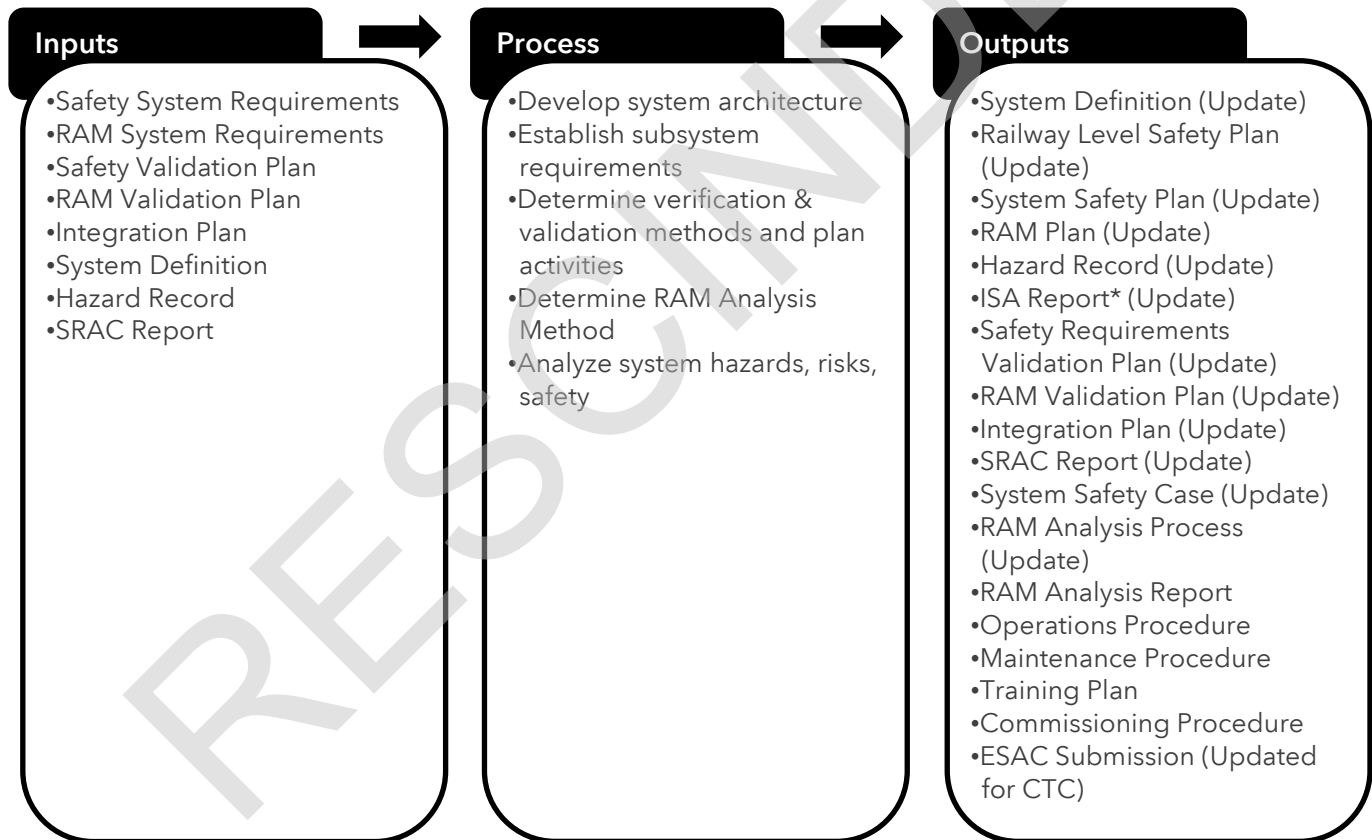 Inputs
•Safety System Requirements
•RAM System Requirements
•Safety Validation Plan
•RAM Validation Plan
•Integration Plan
•System Definition
•Hazard Record
•SRAC Report
Process
•Develop system architecture
•Establish subsystem
requirements
•Determine verification &
validation methods and plan
activities
•Determine RAM Analysis
Method
•Analyze system hazards, risks,
safety
Outputs
•System Definition (Update)
•Railway Level Safety Plan
(Update)
•System Safety Plan (Update)
•RAM Plan (Update)
•Hazard Record (Update)
•ISA Report* (Update)
•Safety Requirements
Validation Plan (Update)
•RAM Validation Plan (Update)
•Integration Plan (Update)
•SRAC Report (Update)
•System Safety Case (Update)
•RAM Analysis Process
(Update)
•RAM Analysis Report
•Operations Procedure
•Maintenance Procedure
•Training Plan
•Commissioning Procedure
•ESAC Submission (Updated
for CTC)